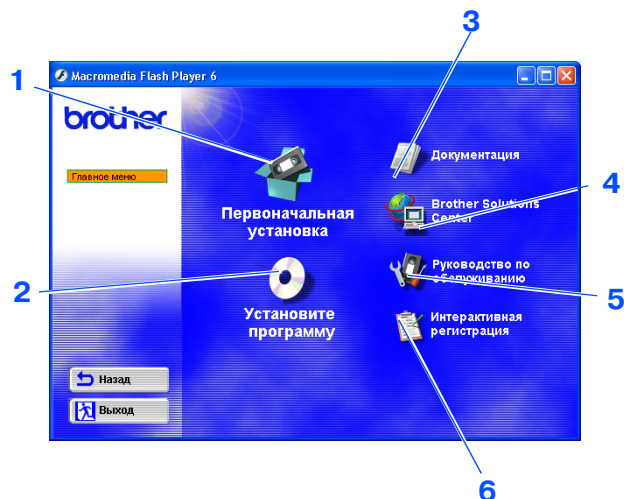 3
1
Macromedia Flash Player 6
brother
Главное меню
Документация
4
Brother Solutions
Center
Первоначальная
установка
2
Руководство по
обслуживанию
5
Установите
программу
Интерактивная
регистрация
Назад
Выход
6